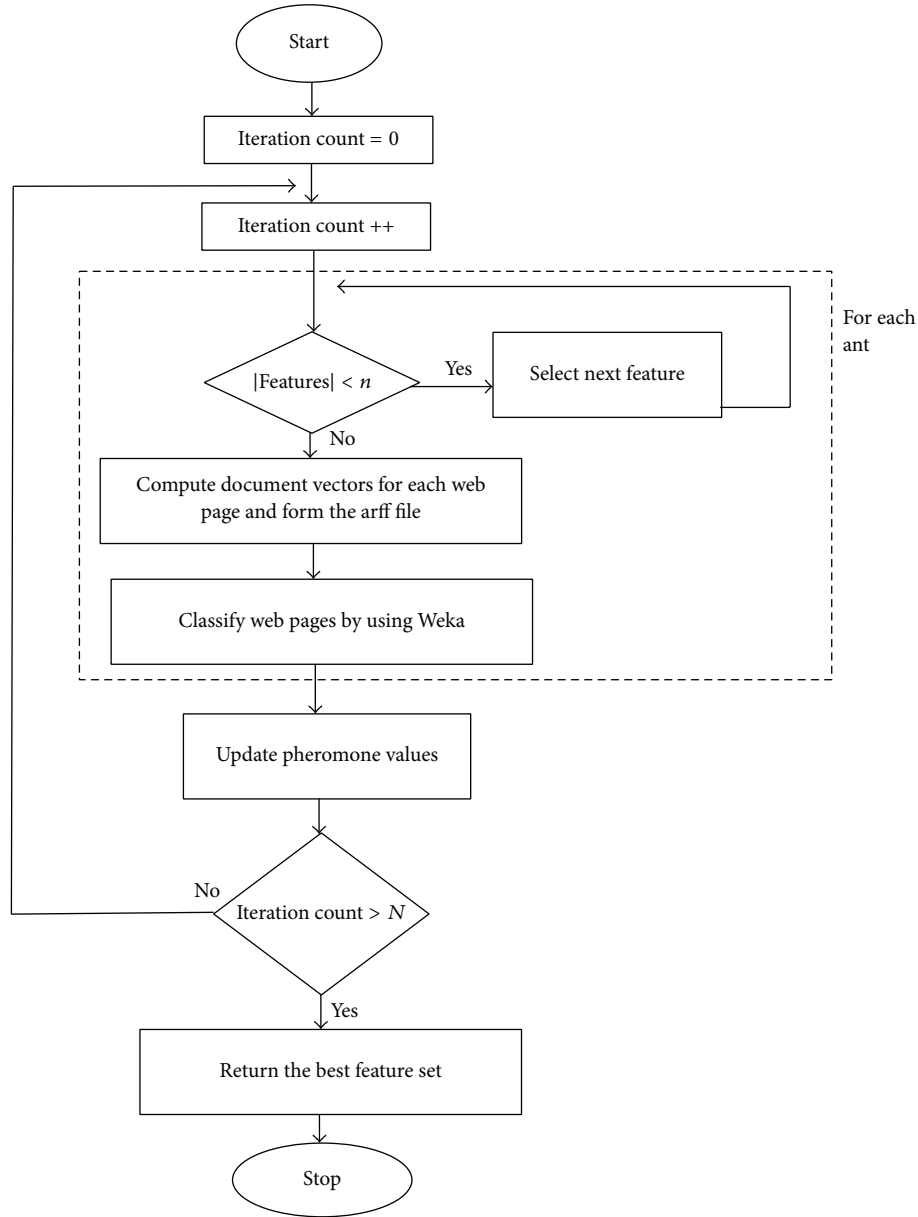 Start
Iteration count = 0
Iteration count ++
For each
ant
|Features| < n
Yes
Select next feature
No
Compute document vectors for each web
page and form the arff file
Classify web pages by using Weka
Update pheromone values
No
Iteration count > N
Yes
Return the best feature set
Stop